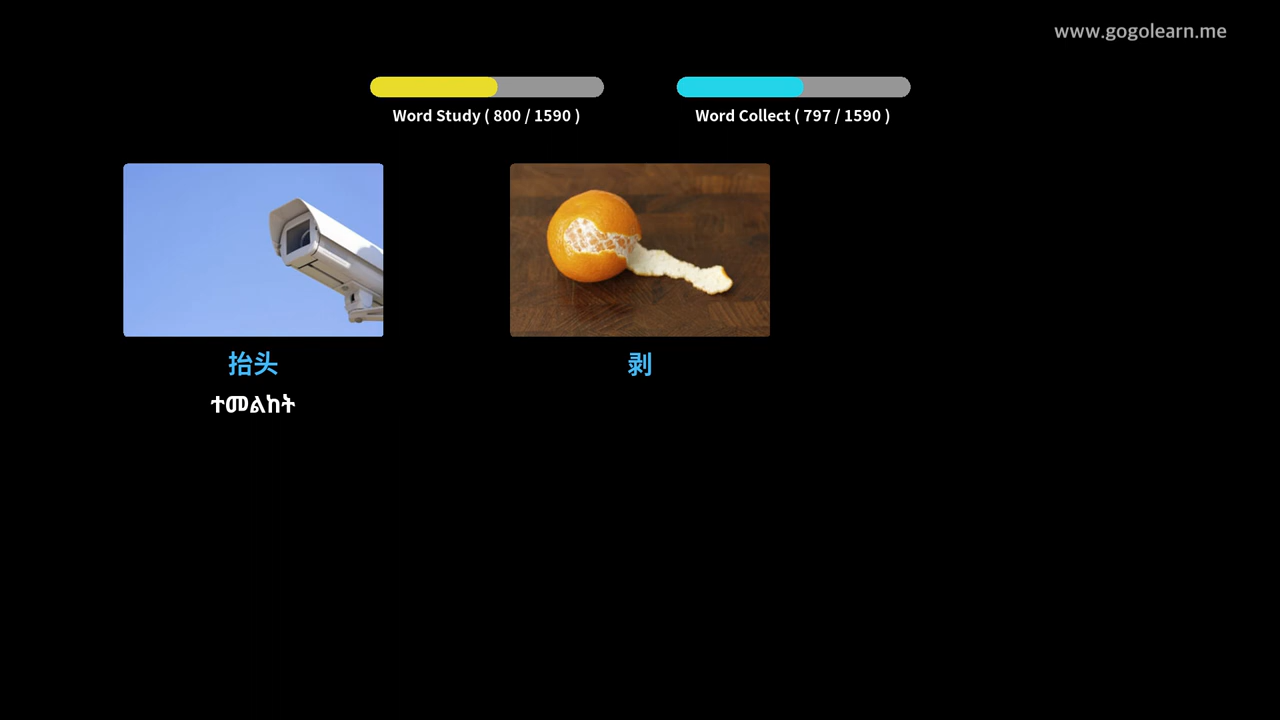 www.gogolearn.me
Word Study ( 800 / 1590 )
Word Collect ( 797 / 1590 )
抬头
剥
ተመልከት